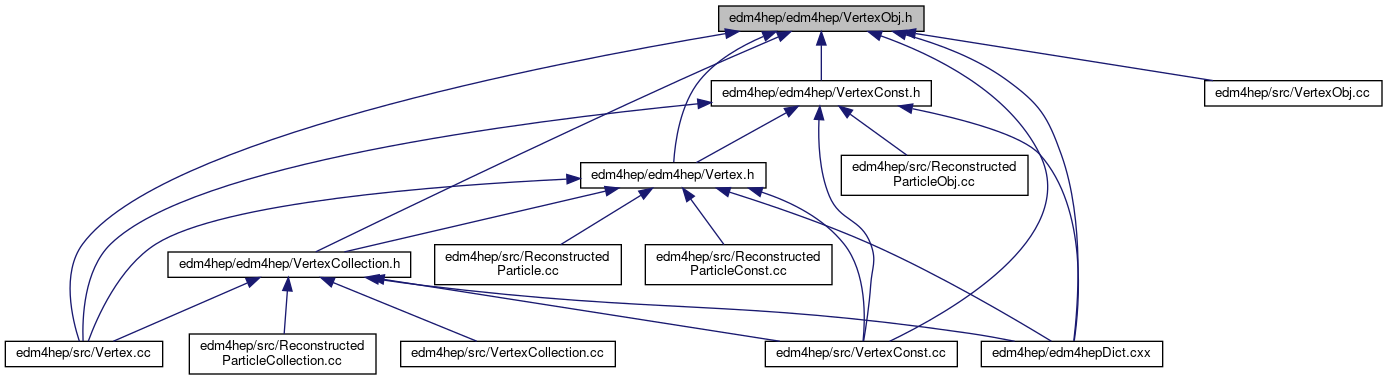 edm4hep/edm4hep/VertexObj.h
edm4hep/edm4hep/VertexConst.h
edm4hep/src/VertexObj.cc
edm4hep/edm4hep/Vertex.h
edm4hep/src/Reconstructed
ParticleObj.cc
edm4hep/edm4hep/VertexCollection.h
edm4hep/src/Reconstructed
Particle.cc
edm4hep/src/Reconstructed
ParticleConst.cc
edm4hep/src/Vertex.cc
edm4hep/src/Reconstructed
ParticleCollection.cc
edm4hep/src/VertexCollection.cc
edm4hep/src/VertexConst.cc
edm4hep/edm4hepDict.cxx